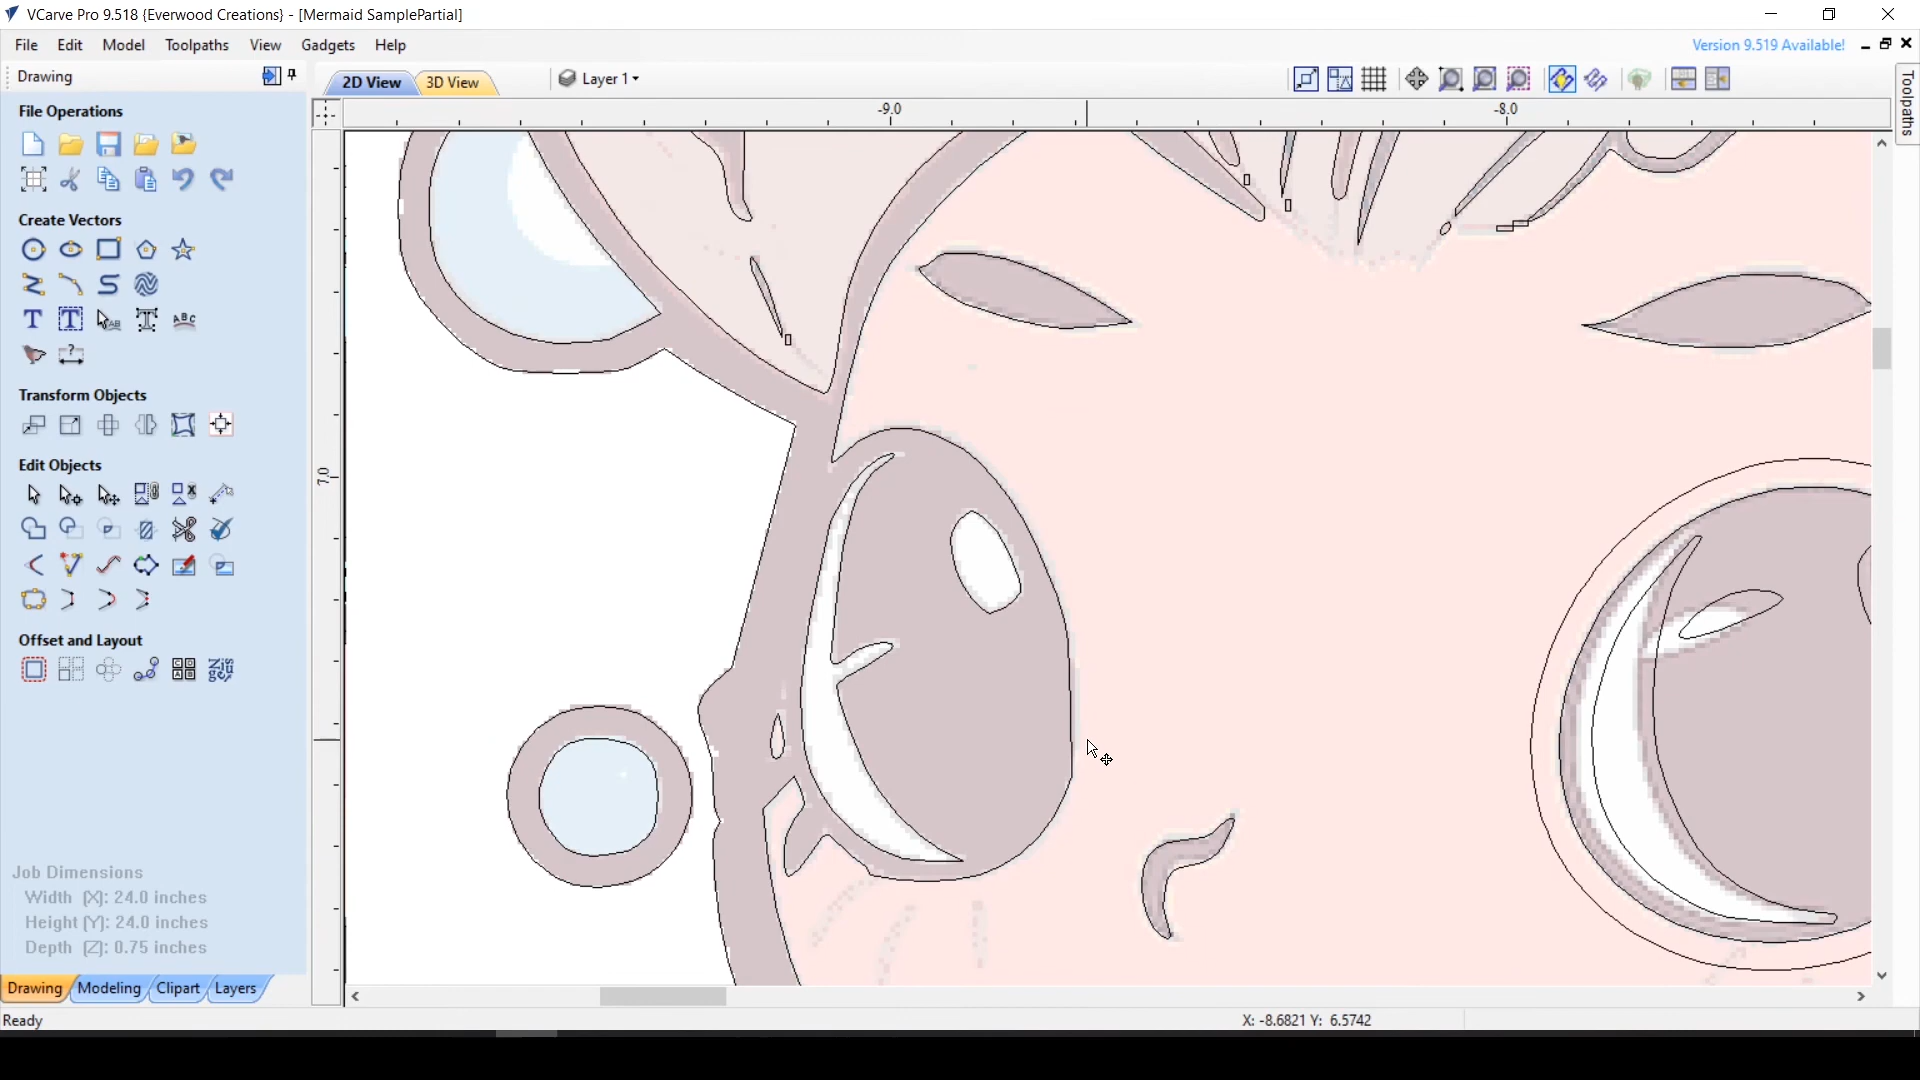 VCarve Pro 9.518 {Everwood Creations} - [Mermaid SamplePartial]
File Edit Model Toolpaths View Gadgets Help
Version 9.519 Available!
Drawing
2D View 3D View Layer 1
Toolpaths
-9.0 -8.0
File Operations
Create Vectors
T T AB T ABC
?
Transform Objects
7.0
Edit Objects
Offset and Layout
Job Dimensions
Width (X): 24.0 inches
Height (Y): 24.0 inches
Depth (Z): 0.75 inches
Drawing Modeling Clipart Layers
Ready
X: -8.6821 Y: 6.5742